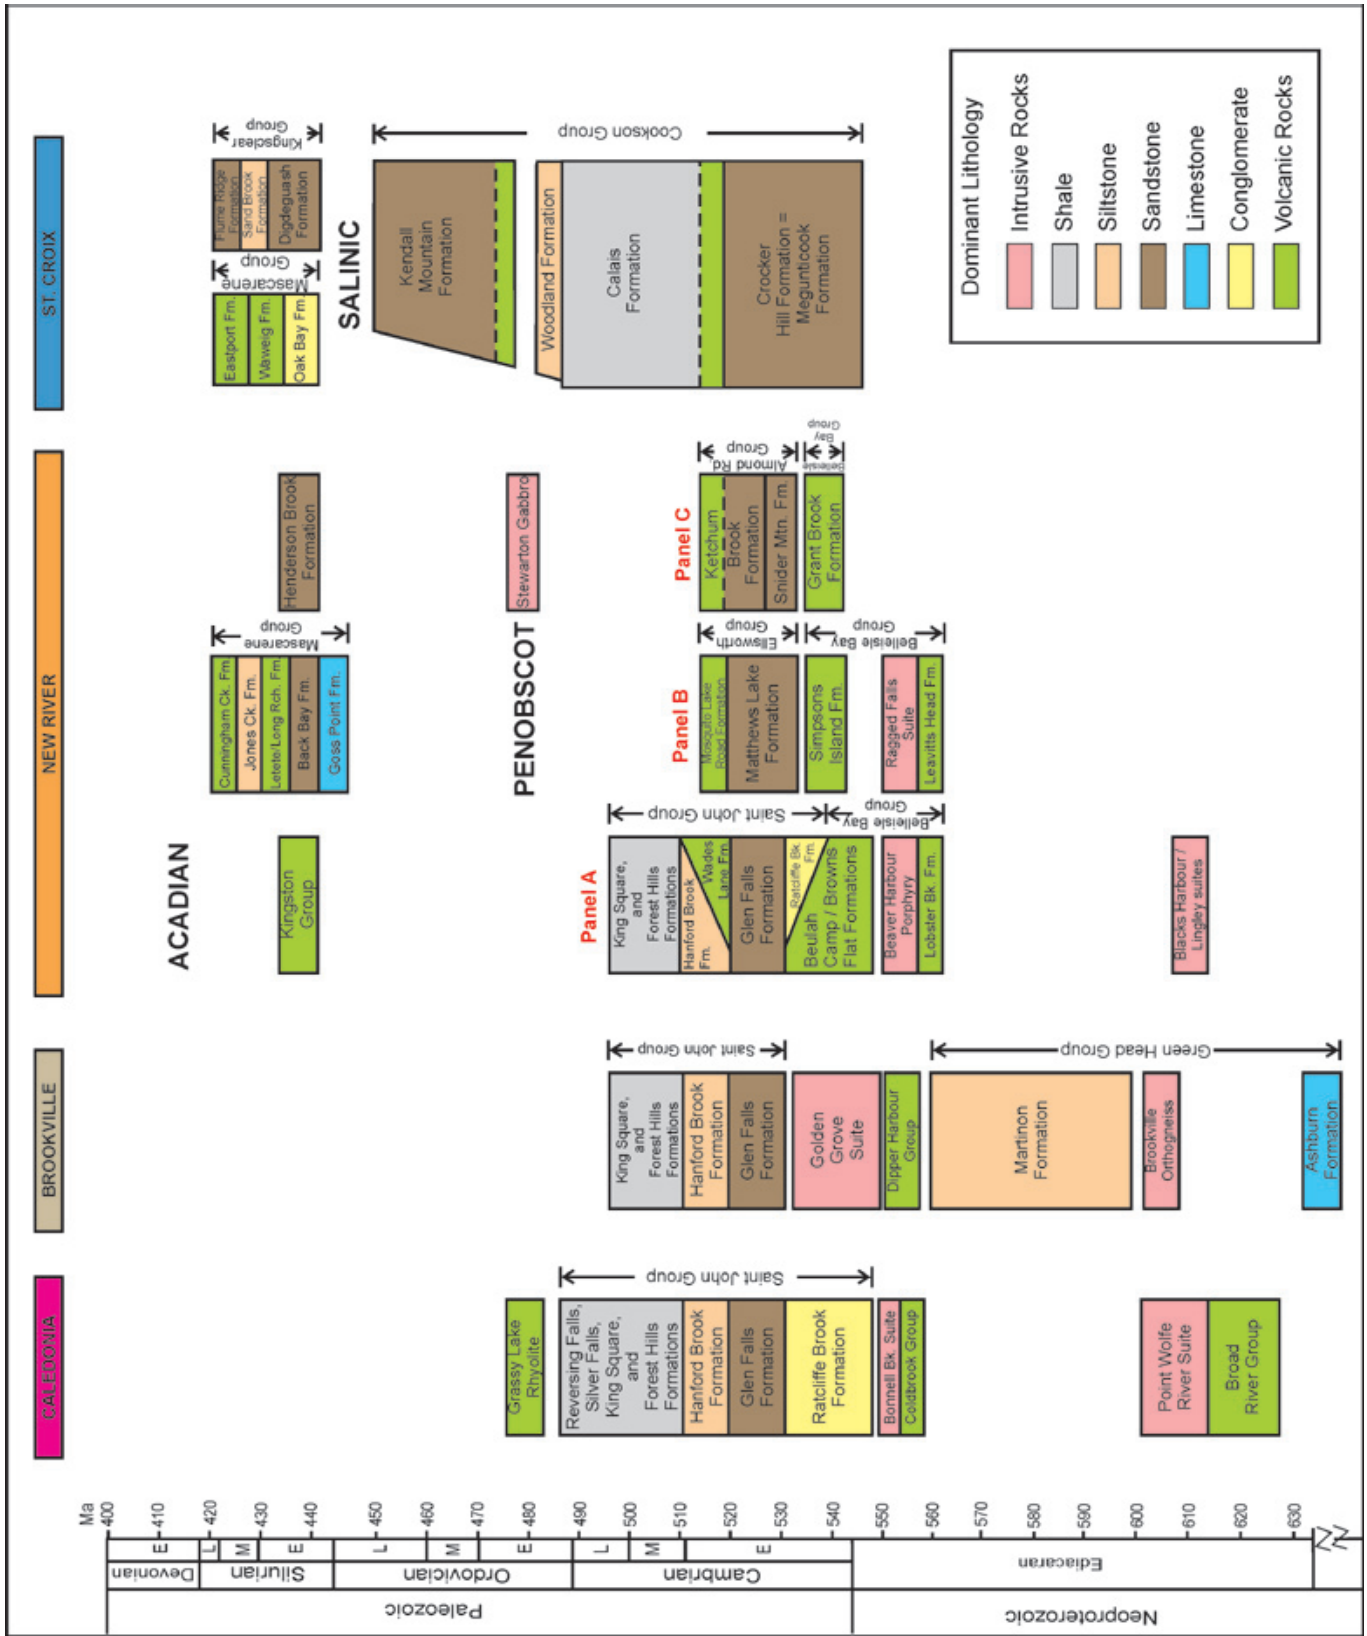 CALEDONIA
BROOKVILLE
NEW RIVER
ST. CROIX
Ma
400
410
420
430
440
450
460
470
480
490
500
510
520
530
540
550
560
570
580
590
600
610
620
630
E
L
M
E
L
M
E
L
M
E
Devonian
Silurian
Ordovician
Cambrian
Ediacaran
Paleozoic
Neoproterozoic
Grassy Lake
Rhyolite
Reversing Falls,
Silver Falls,
King Square,
and
Forest Hills
Formations
Hanford Brook
Formation
Glen Falls
Formation
Ratcliffe Brook
Formation
Saint John Group
Bonnell Bk. Suite
Coldbrook Group
Point Wolfe
River Suite
Broad
River Group
King Square,
and
Forest Hills
Formations
Hanford Brook
Formation
Glen Falls
Formation
Saint John Group
Golden
Grove
Suite
Dipper Harbour
Group
Martinon
Formation
Brookville
Orthogneiss
Ashburn
Formation
Green Head Group
ACADIAN
Kingston
Group
Panel A
King Square,
and
Forest Hills
Formations
Hanford Brook
Fm.
Wades
Lane Fm.
Glen Falls
Formation
Ratcliffe Bk.
Fm.
Beulah
Camp / Browns
Flat Formations
Beaver Harbour
Porphyry
Lobster Bk. Fm.
Saint John Group
Belleisle Bay
Group
Blacks Harbour /
Lingley suites
Cunningham Ck. Fm.
Jones Ck. Fm.
Letete/Long Rch. Fm.
Back Bay Fm.
Goss Point Fm.
Mascarene
Group
PENOBSCOT
Panel B
Mosquito Lake
Road Formation
Matthews Lake
Formation
Ellsworth
Group
Simpsons
Island Fm.
Ragged Falls
Suite
Leavitts Head Fm.
Belleisle Bay
Group
Henderson Brook
Formation
Stewarton Gabbro
Panel C
Ketchum
Brook
Formation
Snider Mtn. Fm.
Almond Rd.
Group
Grant Brook
Formation
Belleisle
Bay
Group
Eastport Fm.
Waweig Fm.
Oak Bay Fm.
Mascarene
Group
Flume Ridge
Formation
Sand Brook
Formation
Digdeguash
Formation
Kingsclear
Group
SALINIC
Kendall
Mountain
Formation
Woodland Formation
Calais
Formation
Crocker
Hill Formation =
Megunticook
Formation
Cookson Group
Dominant Lithology
Intrusive Rocks
Shale
Siltstone
Sandstone
Limestone
Conglomerate
Volcanic Rocks